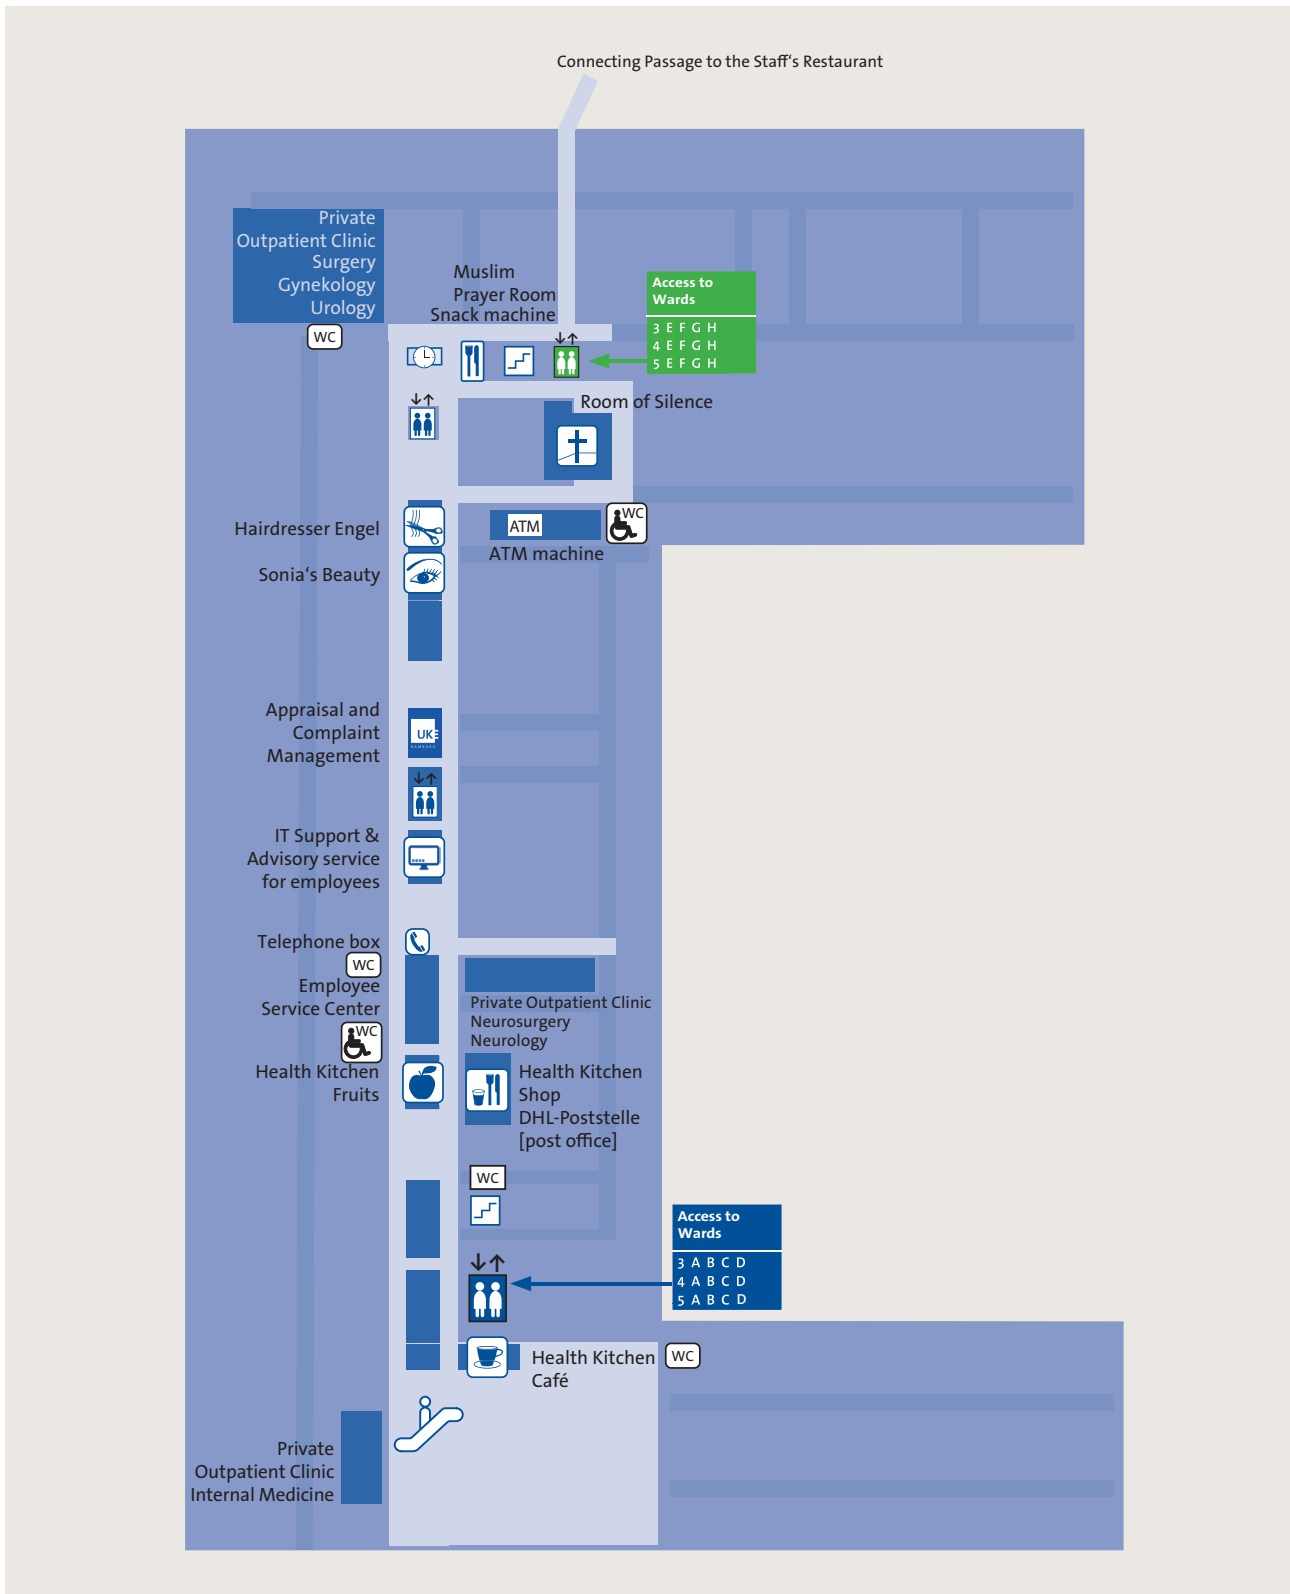 Connecting Passage to the Staff‘s Restaurant
Private
Outpatient Clinic
Surgery
Gynekology
Urology
WC
Muslim
Prayer Room
Snack machine
Access to
Wards
3 E F G H
4 E F G H
5 E F G H
Room of Silence
Hairdresser Engel
ATM
WC
ATM machine
Sonia‘s Beauty
Appraisal and
Complaint
Management
UKE
HAMBURG
IT Support &
Advisory service
for employees
Telephone box
WC
Employee
Service Center
WC
Private Outpatient Clinic
Neurosurgery
Neurology
Health Kitchen
Fruits
Health Kitchen
Shop
DHL-Poststelle
[post office]
WC
Access to
Wards
3 A B C D
4 A B C D
5 A B C D
Health Kitchen
Café
WC
Private
Outpatient Clinic
Internal Medicine